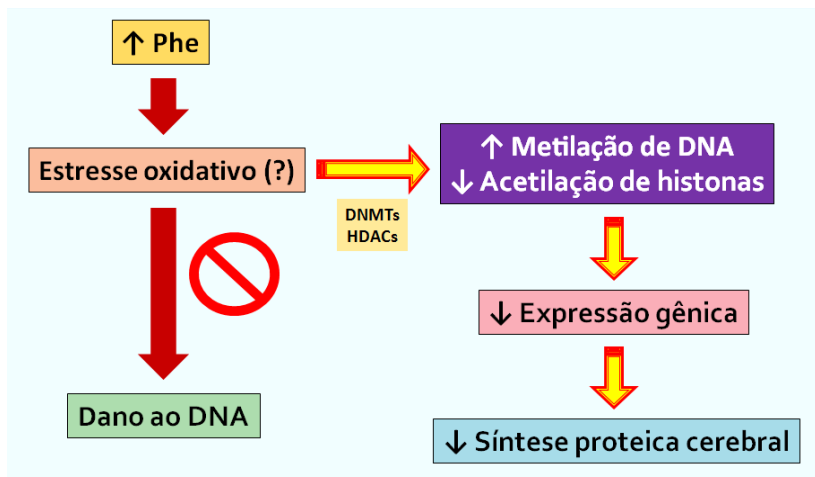 ↑ Phe
Estresse oxidativo (?)
DNMTs
HDACs
↑ Metilação de DNA
↓ Acetilação de histonas
↓ Expressão gênica
Dano ao DNA
↓ Síntese proteica cerebral